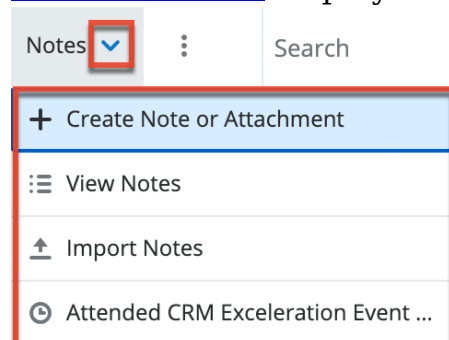 Notes
Search
Create Note or Attachment
View Notes
Import Notes
Attended CRM Exceleration Event ...